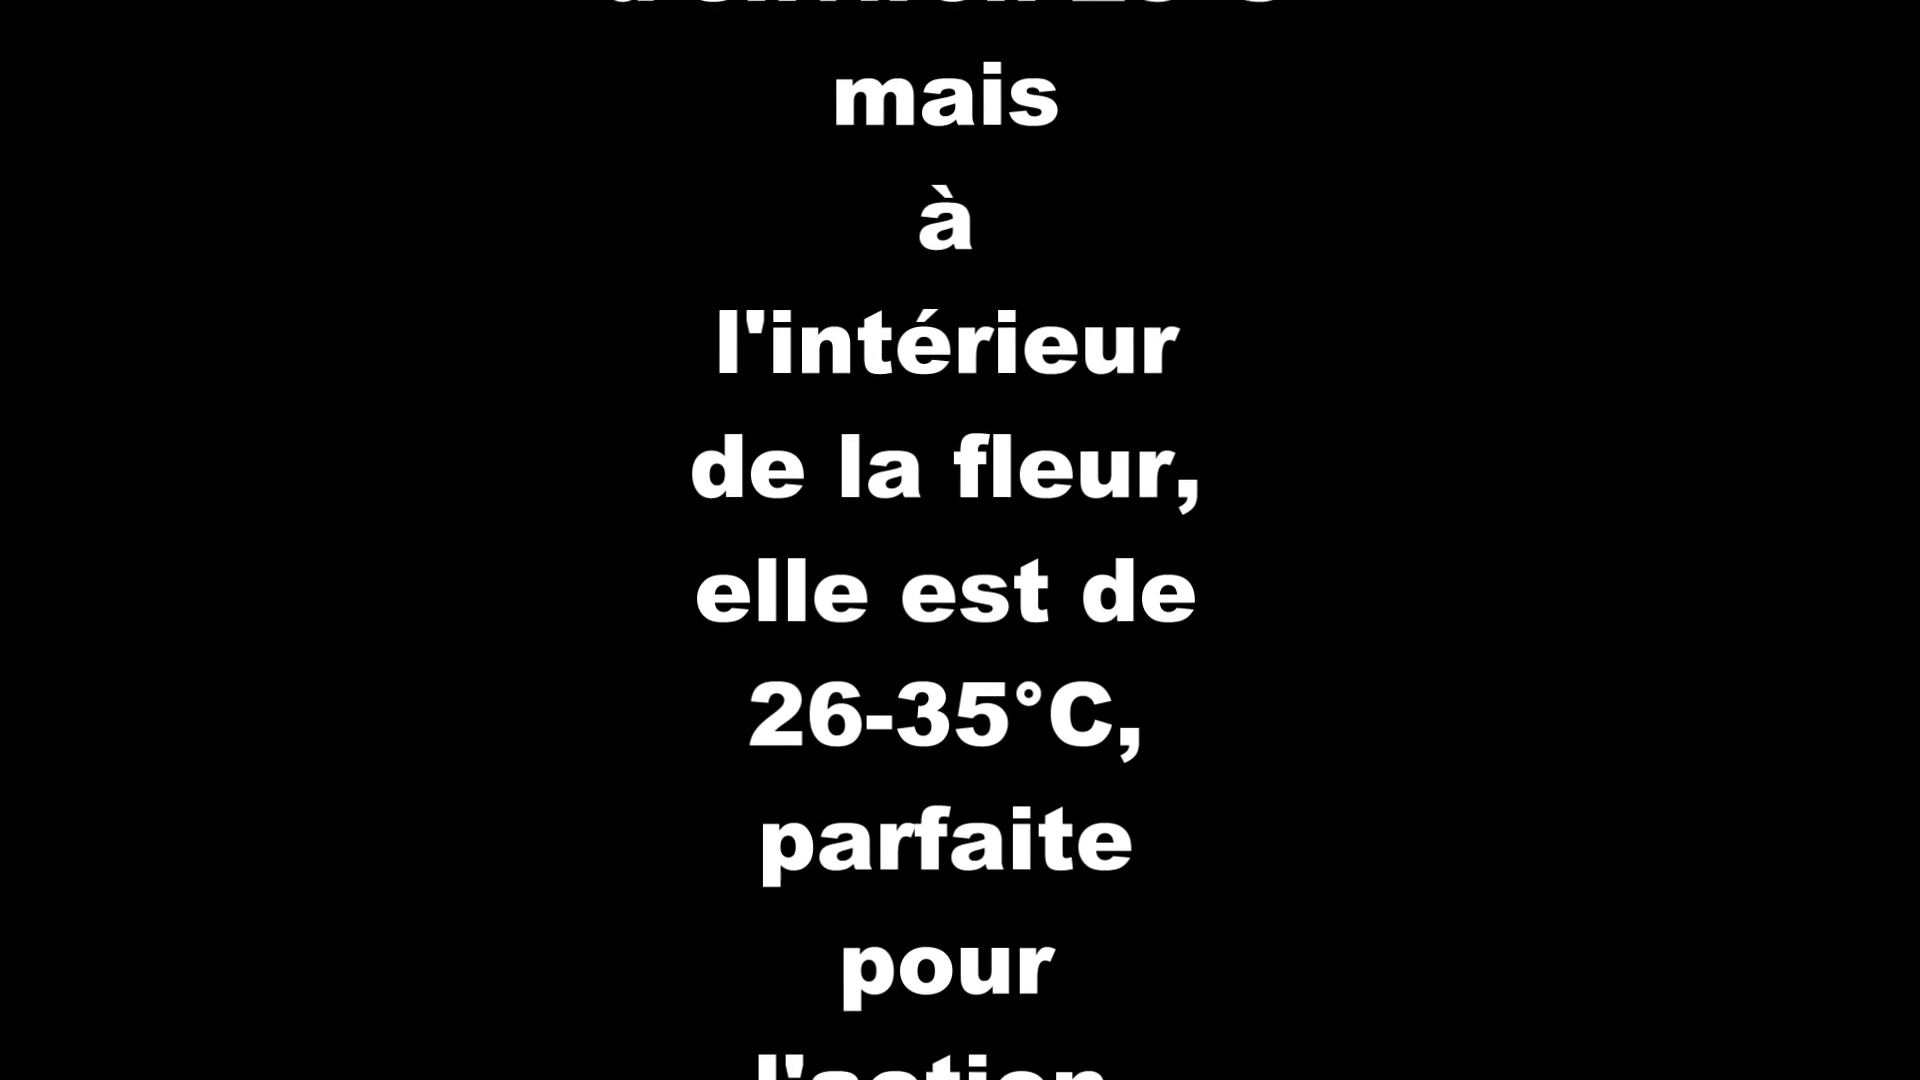 mais
à
l'intérieur
de la fleur,
elle est de
26-35°C,
parfaite
pour
l'action